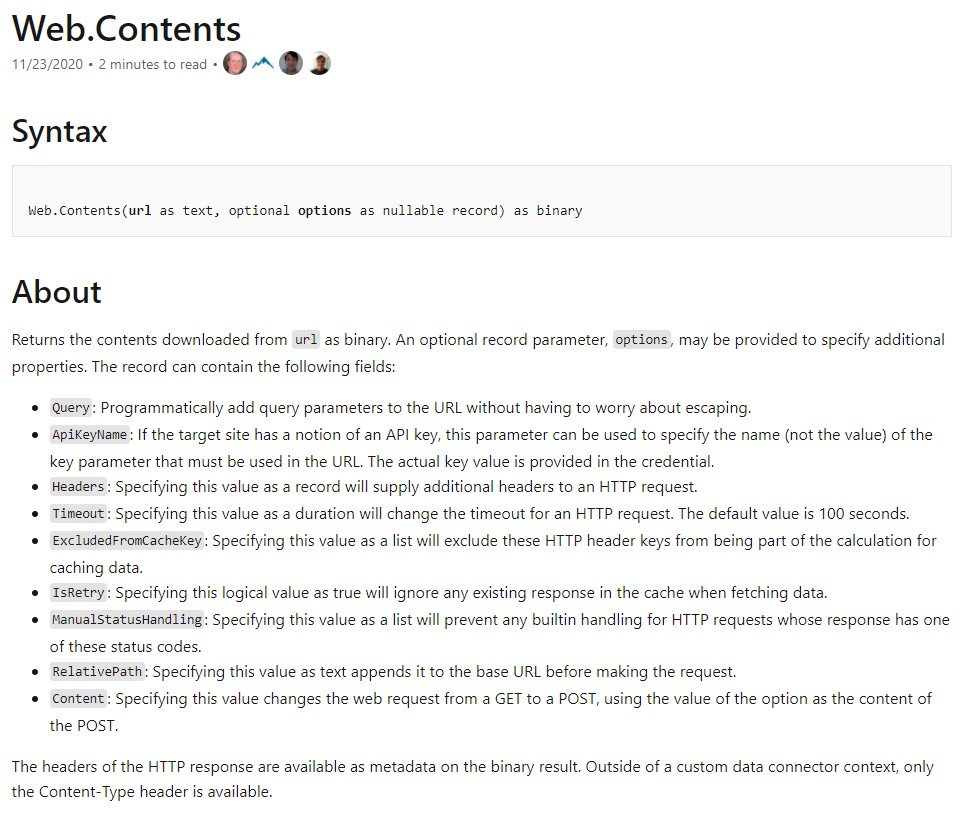 Web.Contents
11/23/2020 • 2 minutes to read •
Syntax
Web.Contents(url as text, optional options as nullable record) as binary
About
Returns the contents downloaded from url as binary. An optional record parameter, options, may be provided to specify additional
properties. The record can contain the following fields:
• Query: Programmatically add query parameters to the URL without having to worry about escaping.
• ApiKeyName: If the target site has a notion of an API key, this parameter can be used to specify the name (not the value) of the
key parameter that must be used in the URL. The actual key value is provided in the credential.
• Headers: Specifying this value as a record will supply additional headers to an HTTP request.
• Timeout: Specifying this value as a duration will change the timeout for an HTTP request. The default value is 100 seconds.
• ExcludedFromCacheKey: Specifying this value as a list will exclude these HTTP header keys from being part of the calculation for
caching data.
• IsRetry: Specifying this logical value as true will ignore any existing response in the cache when fetching data.
• ManualStatusHandling: Specifying this value as a list will prevent any builtin handling for HTTP requests whose response has one
of these status codes.
• RelativePath: Specifying this value as text appends it to the base URL before making the request.
• Content: Specifying this value changes the web request from a GET to a POST, using the value of the option as the content of
the POST.
The headers of the HTTP response are available as metadata on the binary result. Outside of a custom data connector context, only
the Content-Type header is available.